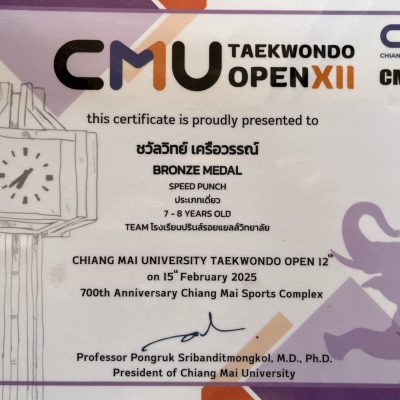 CMU TAEKWONDO
OPENXII
CHIANG
CM
this certificate is proudly presented to
ชวัลวิทย์ เครือวรรณ์
BRONZE MEDAL
SPEED PUNCH
ประเภทเดี่ยว
7 - 8 YEARS OLD
TEAM โรงเรียนปรินส์รอยแยลส์วิทยาลัย
CHIANG MAI UNIVERSITY TAEKWONDO OPEN 12th
on 15th February 2025
700th Anniversary Chiang Mai Sports Complex
Professor Pongruk Sribanditmongkol, M.D., Ph.D.
President of Chiang Mai University